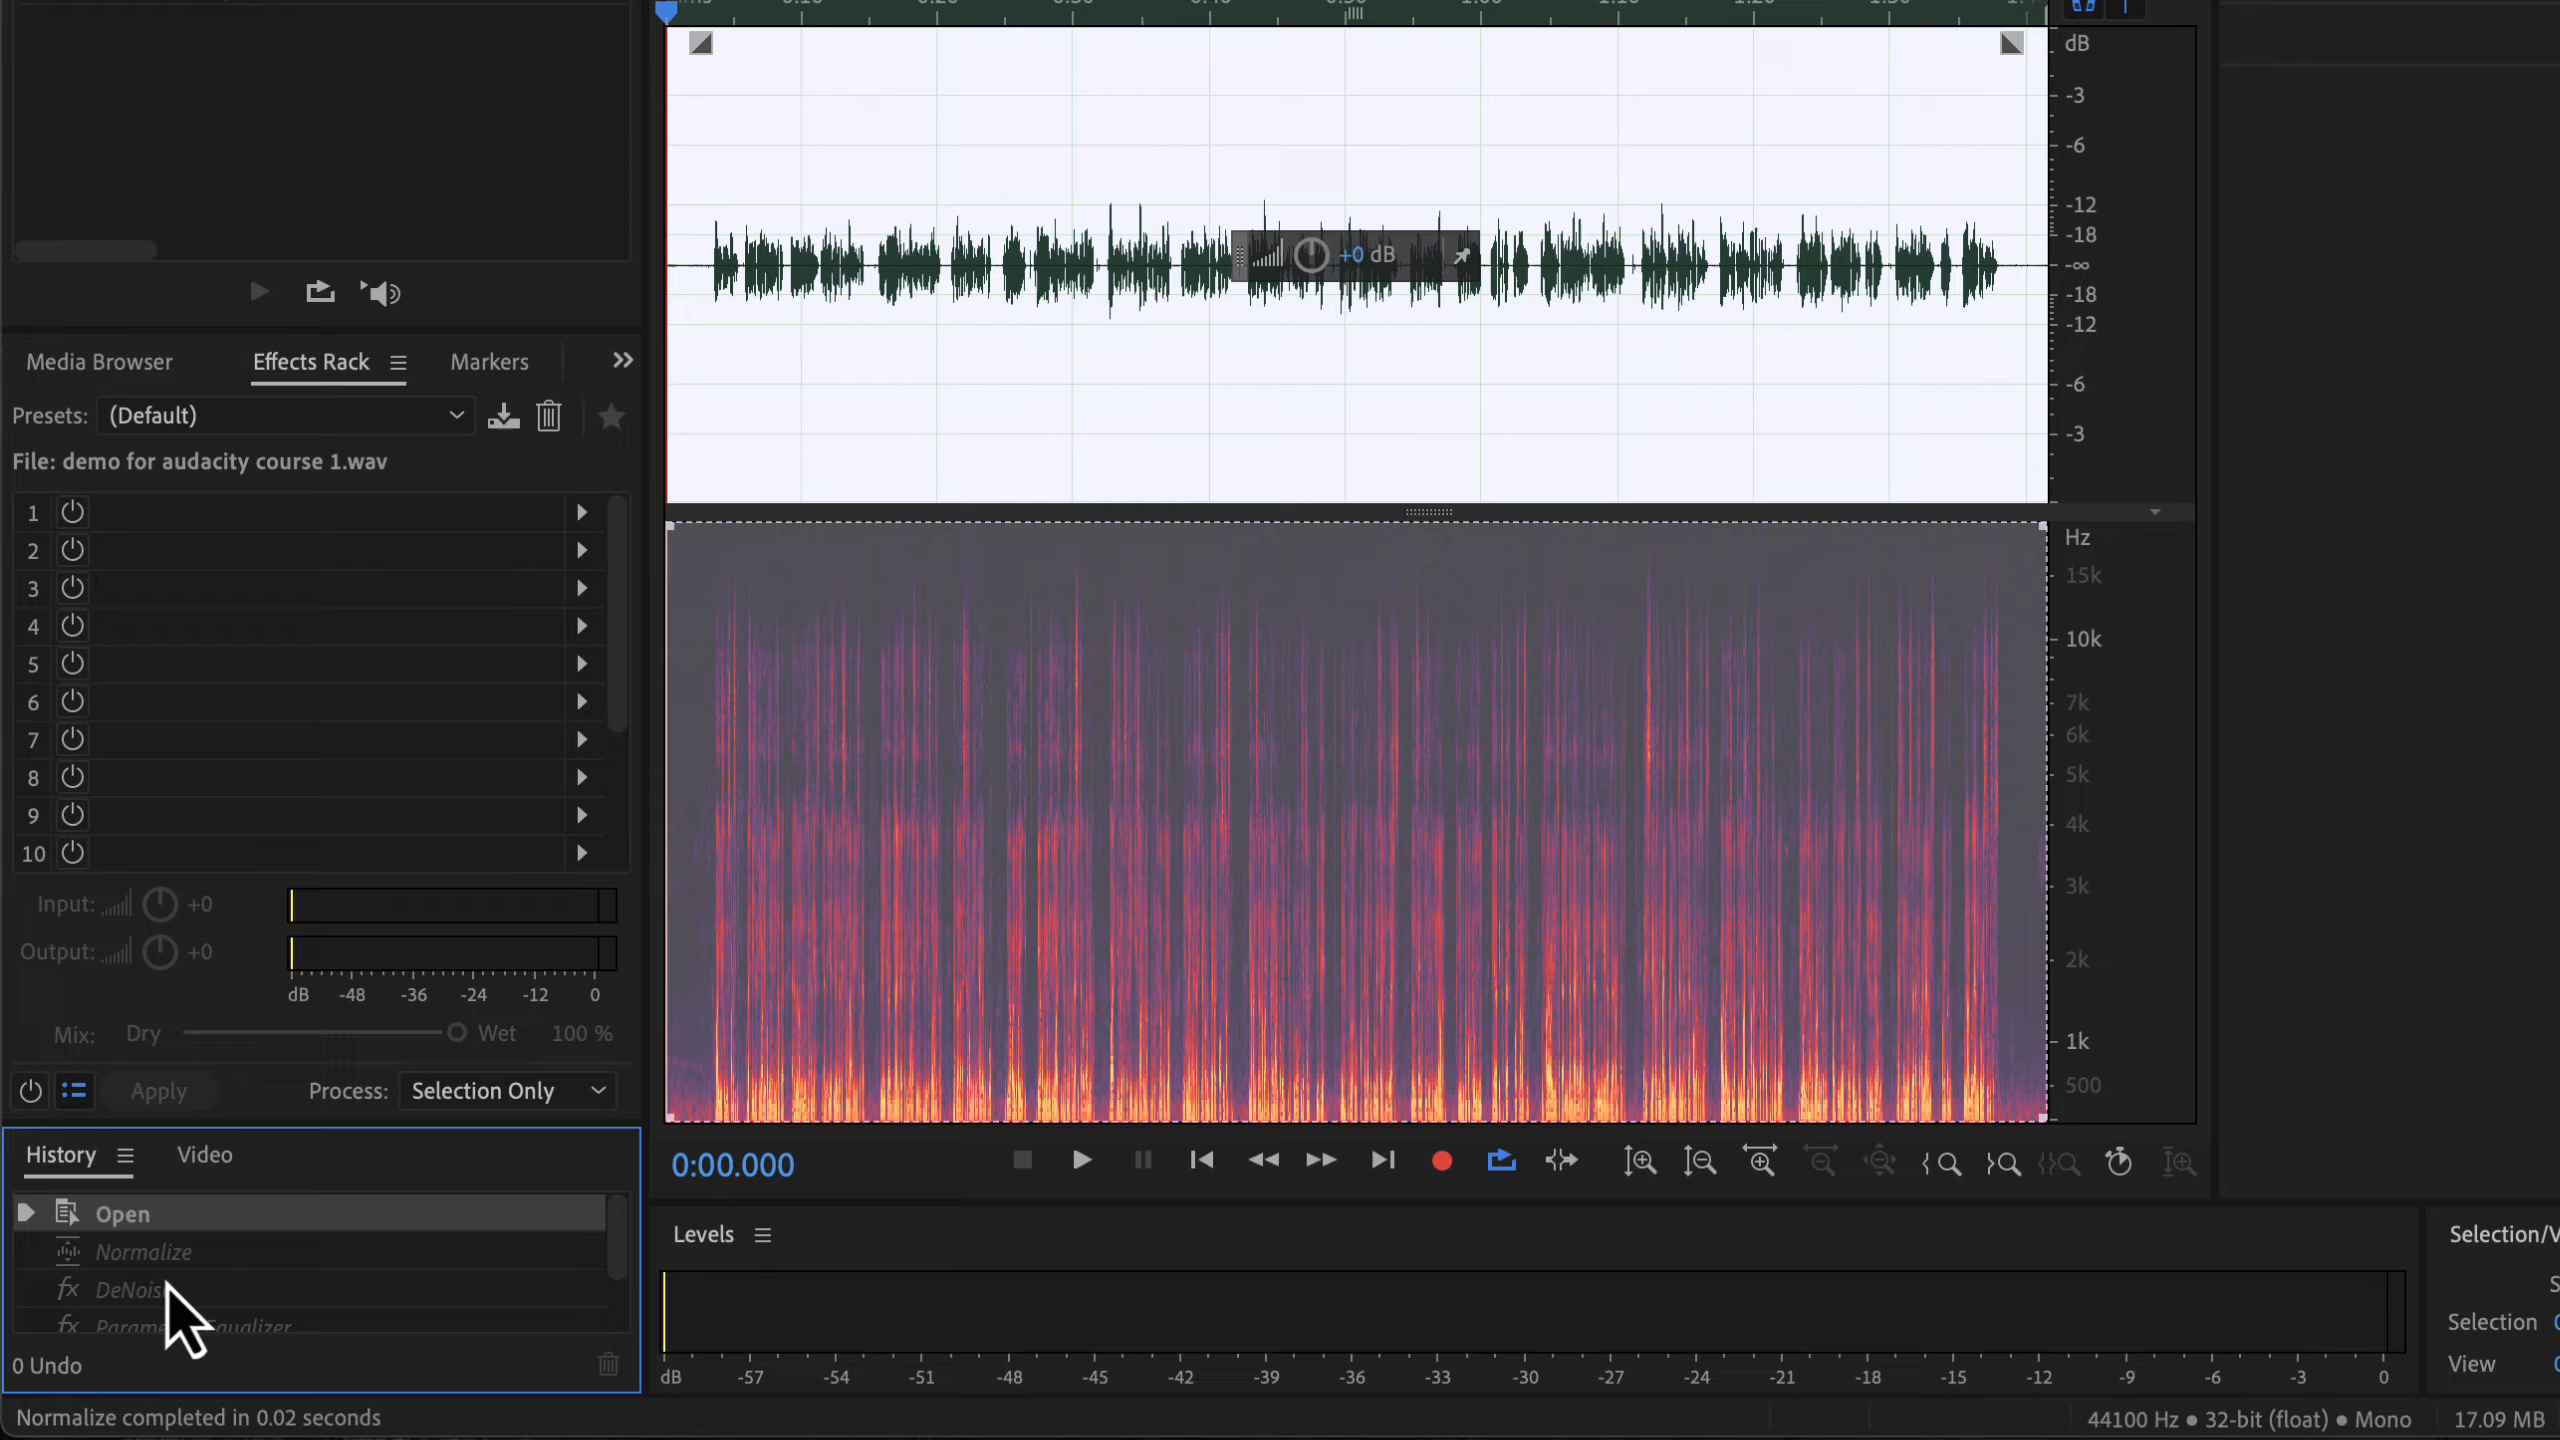 dB
-3
-6
-12
-18
-∞
-18
-12
-6
-3
+0 dB
Media Browser
Effects Rack
Markers
Presets: (Default)
File: demo for audacity course 1.wav
1
2
3
4
5
6
7
8
9
10
Input: +0
Output: +0
dB -48 -36 -24 -12 0
Mix: Dry Wet 100 %
Apply Process: Selection Only
Hz
15k
10k
7k
6k
5k
4k
3k
2k
1k
500
History
Video
Open
Normalize
Equalizer
0 Undo
0:00.000
Levels
dB -57 -54 -51 -48 -45 -42 -39 -36 -33 -30 -27 -24 -21 -18 -15 -12 -9 -6 -3 0
Selection/V
S
Selection 0
View 0
Normalize completed in 0.02 seconds
44100 Hz ● 32-bit (float) ● Mono
17.09 MB